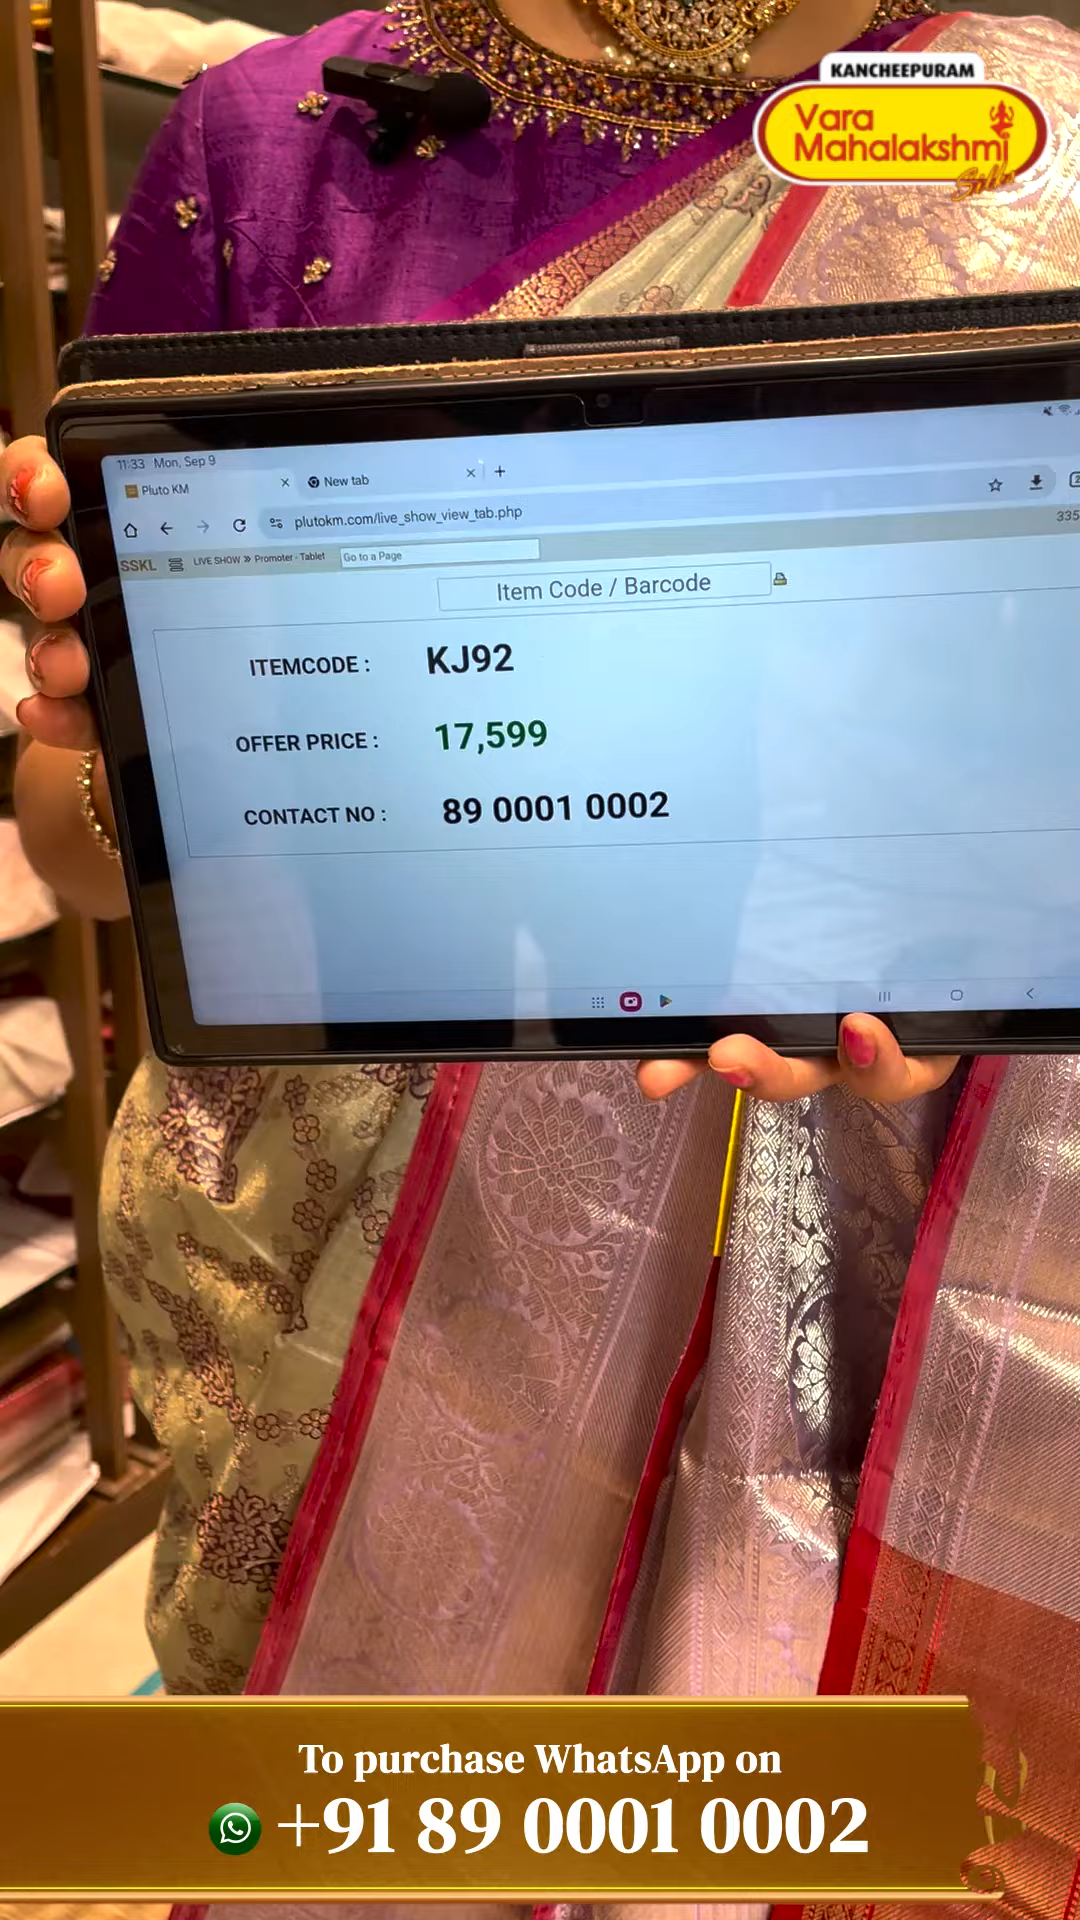 KANCHEEPURAM
Vara
Mahalakshmi
Silks
11:33 Mon, Sep 9
Pluto KM
New tab
plutokm.com/live_show_view_tab.php
335
SSKL
LIVE SHOW » Promoter - Tablet
Go to a Page
Item Code / Barcode
ITEMCODE : KJ92
OFFER PRICE : 17,599
CONTACT NO : 89 0001 0002
To purchase WhatsApp on
+91 89 0001 0002